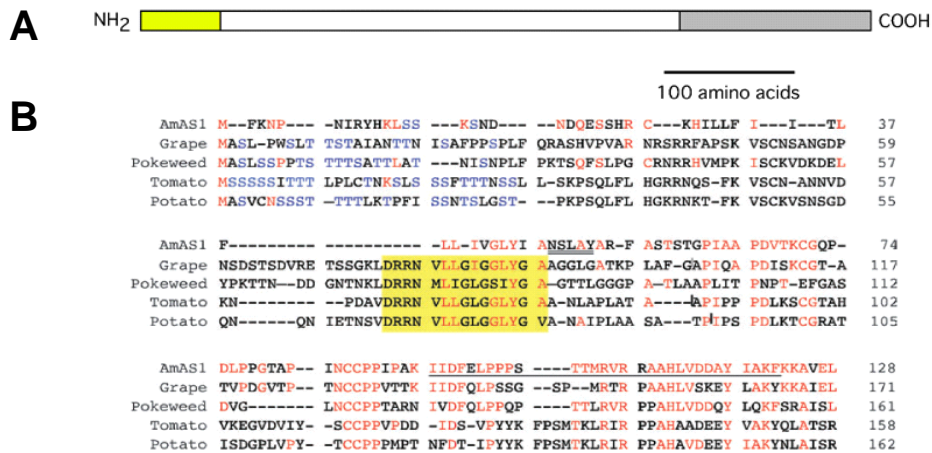 A
NH2 COOH
100 amino acids
B
AmAS1 M--FKNP--- -NIRYHKLSS ---KSND--- --NDQESSHR C---KHILLF I---I--TL 37
Grape MASL-PWSLT TSTAIANTTN ISAFPPSPLF QRASHVPVAR NRSRRFAPSK VSCNSANGDP 59
Pokeweed MASLSSPPTS TTTSATTLAT ----NISNPLF PKTSQFSLPG CRNRRHVMPK ISCKVDKDEL 57
Tomato MSSSSSITTT LPLCTNKSLS SSFTTTNSSL L-SKPSQLFL HGRRNQS-FK VSCN-ANNVD 57
Potato MASVCNSSST -TTTLKTPFI SSNTSLGST- --PKPSQLFL HGKRNKT-FK VSCKVSNSGD 55
AmAS1 F--------- ---------- ---LL-IVGLYI ANSLAYAR-F ASTSTGPIAA PDVTKCGQP- 74
Grape NSDSTSDVRE TSSGKLDRRN VLLGIGGLYG AAGGLGATKP LAF-GAPIQA PDISKCGT-A 117
Pokeweed YPKTTN--DD GNTNKLDRRN MLIGLGSIYG A-GTTLGGGP A-TLAAPLIT PNPT-EFGAS 112
Tomato KN-------- ---PDAVDRRN VLLGLGGLYG AA-NLAPLATA ----APIPP PDLKSCGTAH 102
Potato QN------QN IETNSVDRRN VLLGLGGLYG VA-NAIPLAA SA---TPIPS PDLKTCGRAT 105
AmAS1 DLPPGTAP-- INCCPPIPAK IIDFELPPPS ----TTMRVR RAAHLVDDAY IAKFKKAVEL 128
Grape TVPDGVTP-- TNCCPPVTTK IIDFQLPSSG --SP--MRTR PAAHLVSKEY LAKYKKAIEL 171
Pokeweed DVG------- LNCCPPTARN IVDFQLPPQP ----TTLRVR PPAHLVDDQY LQKFSRAISL 161
Tomato VKEGVDVIY- -SCCPPVPDD -IDS-VPYYK FPSMTKLRIR PPAHAADEEY VAKYQLATSR 158
Potato ISDGPLVPY- -TCCPPPMPT NFDT-IPYYK FPSMTKLRIR PPAHAVDEEY IAKYNLAISR 162